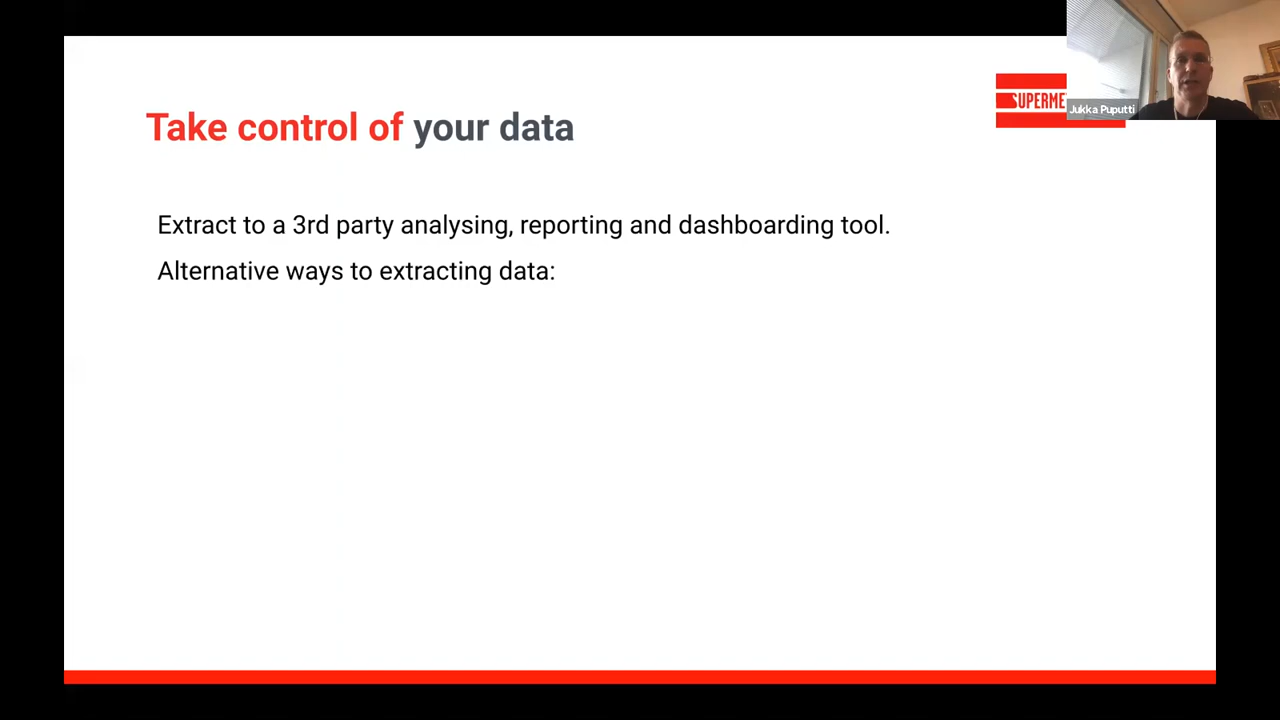 SUPERME
Jukka Puputti
Take control of your data
Extract to a 3rd party analysing, reporting and dashboarding tool.
Alternative ways to extracting data: